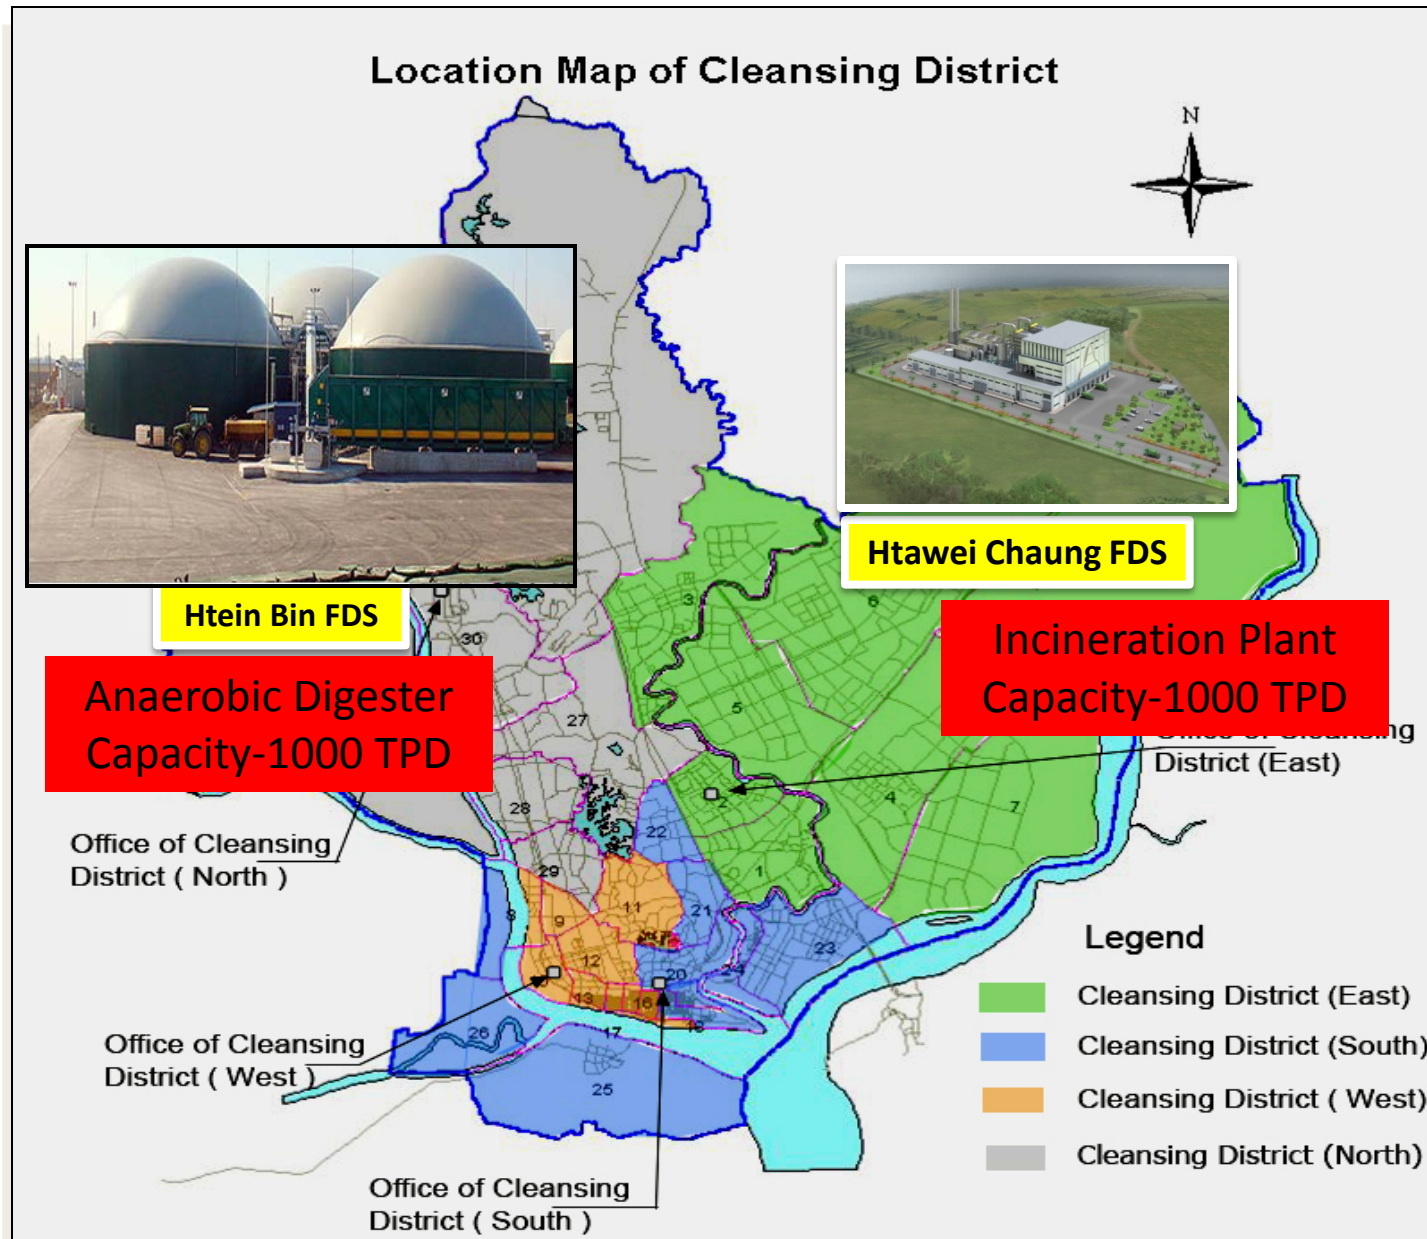 Location Map of Cleansing District
N
Htawei Chaung FDS
Htein Bin FDS
Incineration Plant
Capacity-1000 TPD
Anaerobic Digester
Capacity-1000 TPD
Office of Cleansing
District (East)
Office of Cleansing
District ( North )
3
6
30
5
27
2
4
7
28
22
29
1
11
21
8
9
23
12
20
24
13
16
18
17
26
25
Office of Cleansing
District ( West )
Office of Cleansing
District ( South )
Legend
Cleansing District (East)
Cleansing District (South)
Cleansing District ( West)
Cleansing District (North)